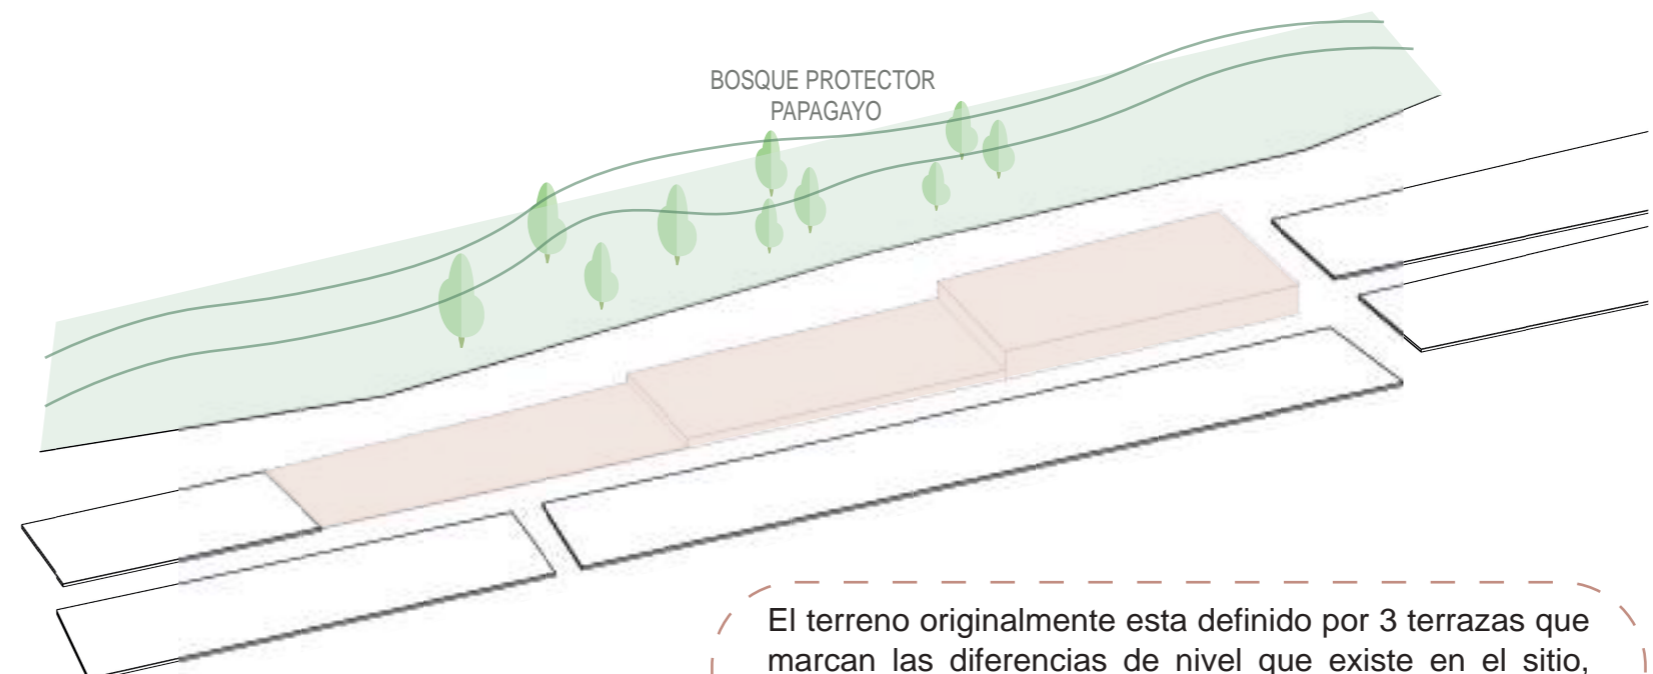 BOSQUE PROTECTOR
PAPAGAYO
El terreno originalmente esta definido por 3 terrazas que
marcan las diferencias de nivel que existe en el sitio,